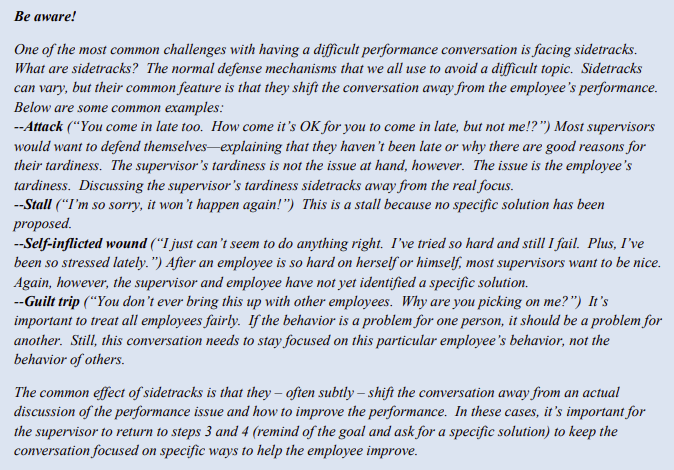 Be aware!
One of the most common challenges with having a difficult performance conversation is facing sidetracks.
What are sidetracks?  The normal defense mechanisms that we all use to avoid a difficult topic.  Sidetracks
can vary, but their common feature is that they shift the conversation away from the employee's performance.
Below are some common examples:
--Attack (“You come in late too.  How come it's OK for you to come in late, but not me!?”) Most supervisors
would want to defend themselves—explaining that they haven't been late or why there are good reasons for
their tardiness.  The supervisor's tardiness is not the issue at hand, however.  The issue is the employee's
tardiness.  Discussing the supervisor's tardiness sidetracks away from the real focus.
--Stall (“I'm so sorry, it won't happen again!”)  This is a stall because no specific solution has been
proposed.
--Self-inflicted wound (“I just can't seem to do anything right.  I've tried so hard and still I fail.  Plus, I've
been so stressed lately.”) After an employee is so hard on herself or himself, most supervisors want to be nice.
Again, however, the supervisor and employee have not yet identified a specific solution.
--Guilt trip (“You don't ever bring this up with other employees.  Why are you picking on me?”)  It's
important to treat all employees fairly.  If the behavior is a problem for one person, it should be a problem for
another.  Still, this conversation needs to stay focused on this particular employee's behavior, not the
behavior of others.
The common effect of sidetracks is that they – often subtly – shift the conversation away from an actual
discussion of the performance issue and how to improve the performance.  In these cases, it's important for
the supervisor to return to steps 3 and 4 (remind of the goal and ask for a specific solution) to keep the
conversation focused on specific ways to help the employee improve.